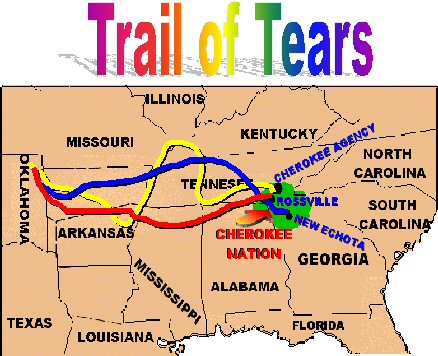 Trail of Tears
ILLINOIS
MISSOURI
KENTUCKY
CHEROKEE AGENCY
NORTH
CAROLINA
OKLAHOMA
TENNESE
ROSSVILLE
SOUTH
CAROLINA
NEW ECHOTA
ARKANSAS
CHEROKEE
NATION
GEORGIA
MISSISSIPPI
ALABAMA
TEXAS
LOUISIANA
FLORIDA